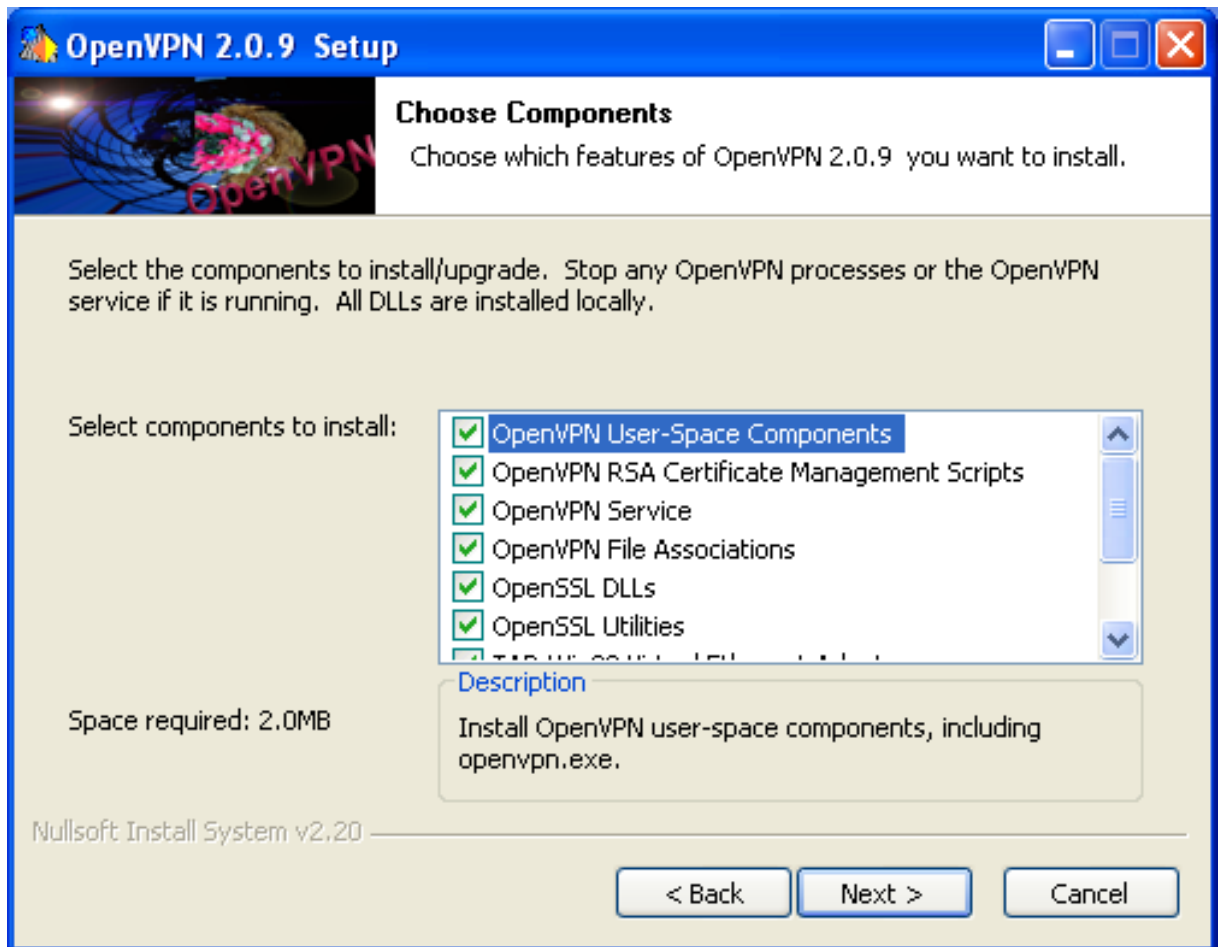 OpenVPN 2.0.9 Setup
OpenVPN
Choose Components
Choose which features of OpenVPN 2.0.9 you want to install.
Select the components to install/upgrade. Stop any OpenVPN processes or the OpenVPN
service if it is running. All DLLs are installed locally.
Select components to install:
OpenVPN User-Space Components
OpenVPN RSA Certificate Management Scripts
OpenVPN Service
OpenVPN File Associations
OpenSSL DLLs
OpenSSL Utilities
Space required: 2.0MB
Description
Install OpenVPN user-space components, including
openvpn.exe.
Nullsoft Install System v2.20
< Back
Next >
Cancel